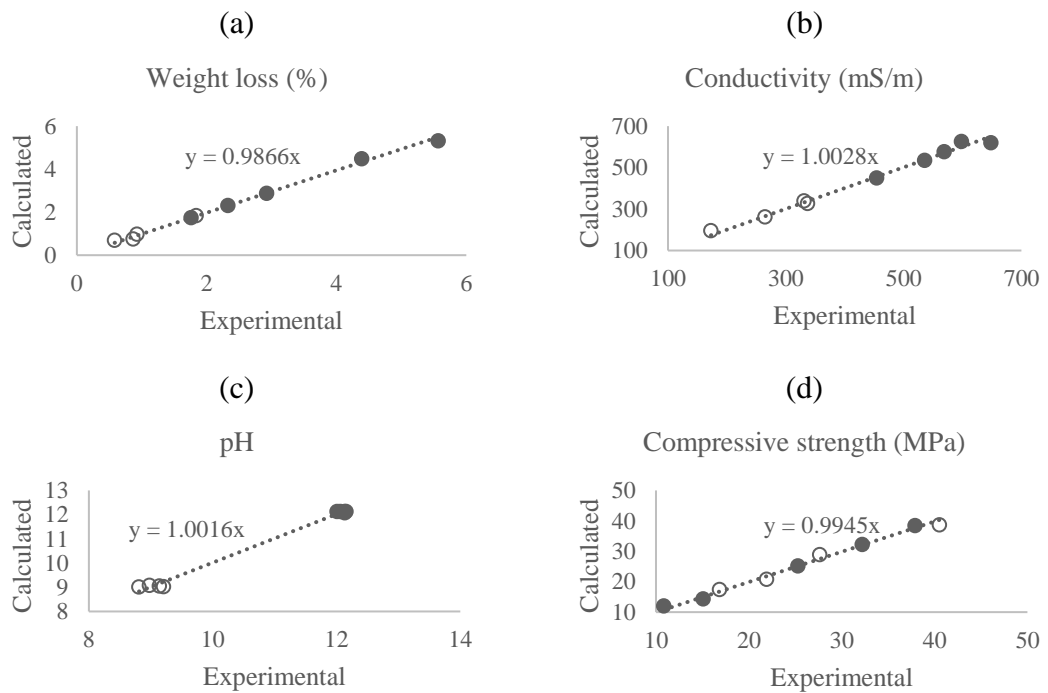 (a)
Weight loss (%)
Calculated
6
4
2
0
y = 0.9866x
0 2 4 6
Experimental
(b)
Conductivity (mS/m)
Calculated
700
500
300
100
y = 1.0028x
100 300 500 700
Experimental
(c)
pH
Calculated
13
12
11
10
9
8
y = 1.0016x
8 10 12 14
Experimental
(d)
Compressive strength (MPa)
Calculated
50
40
30
20
10
y = 0.9945x
10 20 30 40 50
Experimental